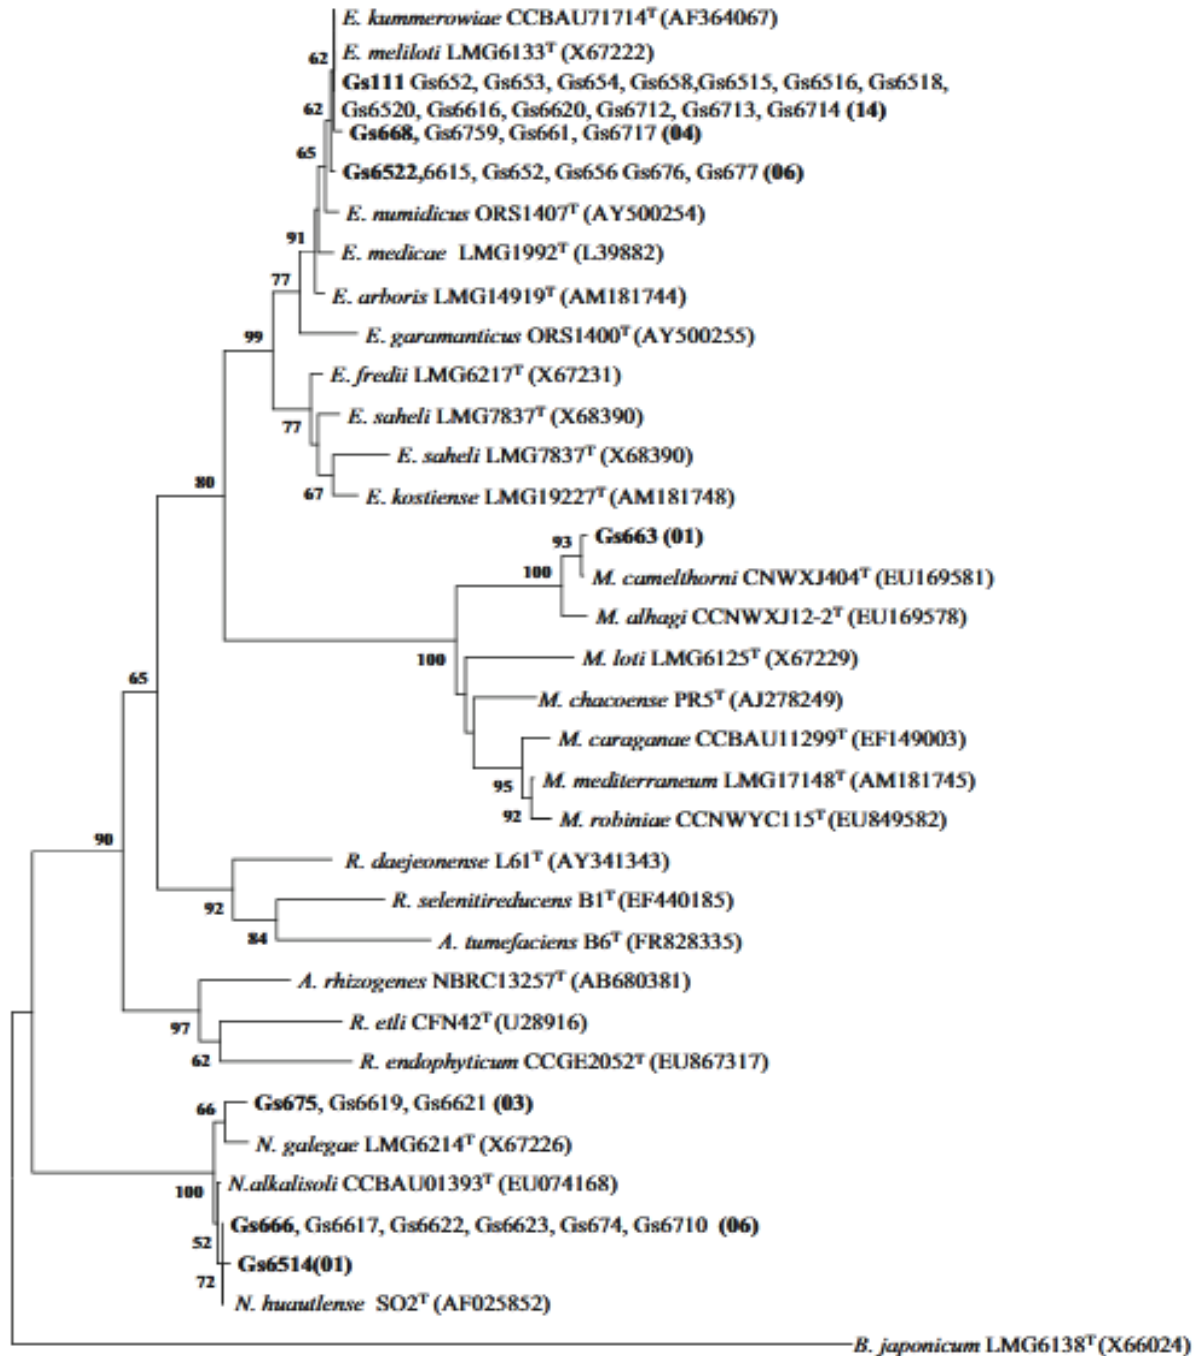 E. kummerowiae CCBAU71714ᵀ (AF364067)
E. meliloti LMG6133ᵀ (X67222)
62
Gs111 Gs652, Gs653, Gs654, Gs658,Gs6515, Gs6516, Gs6518,
62
Gs6520, Gs6616, Gs6620, Gs6712, Gs6713, Gs6714 (14)
Gs668, Gs6759, Gs661, Gs6717 (04)
65
Gs6522,6615, Gs652, Gs656 Gs676, Gs677 (06)
E. numidicus ORS1407ᵀ (AY500254)
91
E. medicae LMG1992ᵀ (L39882)
77
E. arboris LMG14919ᵀ (AM181744)
99
E. garamanticus ORS1400ᵀ (AY500255)
E. fredii LMG6217ᵀ (X67231)
E. saheli LMG7837ᵀ (X68390)
77
E. saheli LMG7837ᵀ (X68390)
80
67
E. kostiense LMG19227ᵀ (AM181748)
Gs663 (01)
93
100
M. camelthorni CNWXJ404ᵀ (EU169581)
M. alhagi CCNWXJ12-2ᵀ (EU169578)
100
M. loti LMG6125ᵀ (X67229)
65
M. chacoense PR5ᵀ (AJ278249)
M. caraganae CCBAU11299ᵀ (EF149003)
95
M. mediterraneum LMG17148ᵀ (AM181745)
92
M. robiniae CCNWYC115ᵀ (EU849582)
90
R. daejeonense L61ᵀ (AY341343)
R. selenitireducens B1ᵀ (EF440185)
92
84
A. tumefaciens B6ᵀ (FR828335)
A. rhizogenes NBRC13257ᵀ (AB680381)
97
R. etli CFN42ᵀ (U28916)
62
R. endophyticum CCGE2052ᵀ (EU867317)
66
Gs675, Gs6619, Gs6621 (03)
N. galegae LMG6214ᵀ (X67226)
100
N.alkalisoli CCBAU01393ᵀ (EU074168)
Gs666, Gs6617, Gs6622, Gs6623, Gs674, Gs6710 (06)
52
Gs6514(01)
72
N. huautlense SO2ᵀ (AF025852)
B. japonicum LMG6138ᵀ (X66024)